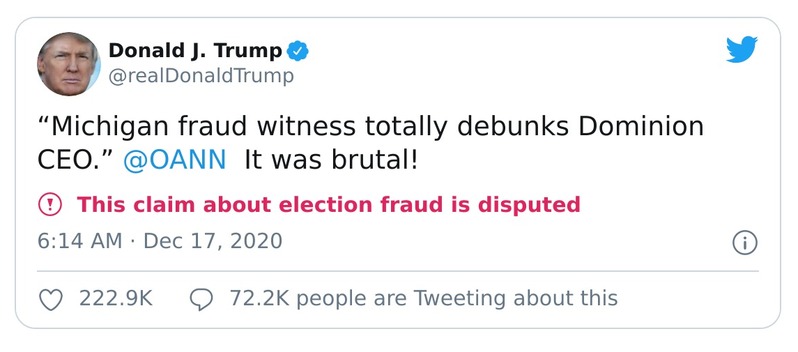 Donald J. Trump
@realDonaldTrump
“Michigan fraud witness totally debunks Dominion
CEO.” @OANN  It was brutal!
This claim about election fraud is disputed
6:14 AM · Dec 17, 2020
222.9K 72.2K people are Tweeting about this